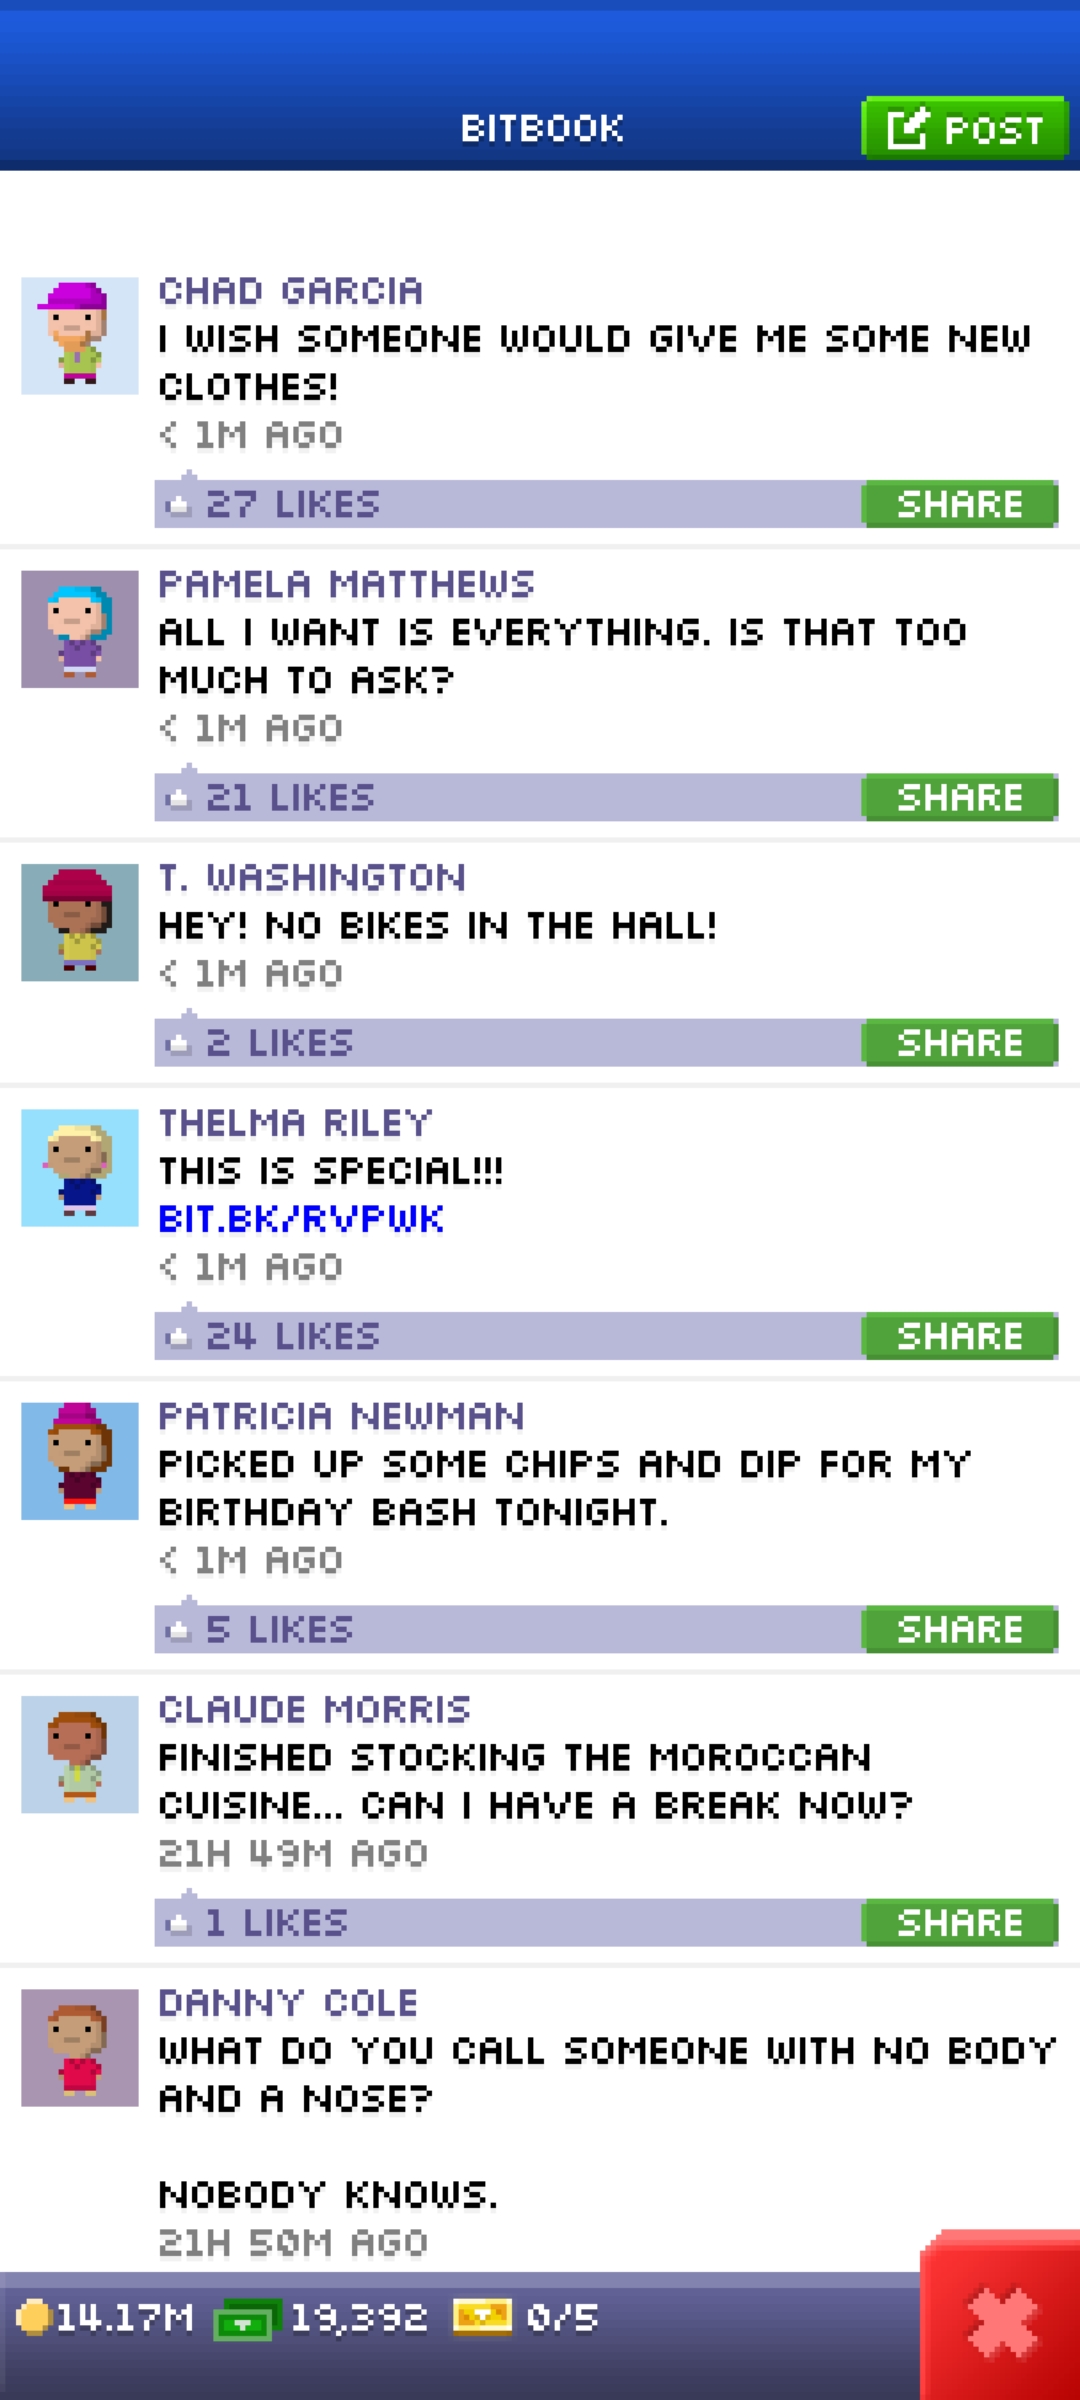 BITBOOK
POST
CHAD GARCIA
I WISH SOMEONE WOULD GIVE ME SOME NEW
CLOTHES!
< 1M AGO
27 LIKES
SHARE
PAMELA MATTHEWS
ALL I WANT IS EVERYTHING. IS THAT TOO
MUCH TO ASK?
< 1M AGO
21 LIKES
SHARE
T. WASHINGTON
HEY! NO BIKES IN THE HALL!
< 1M AGO
2 LIKES
SHARE
THELMA RILEY
THIS IS SPECIAL!!!
BIT.BK/RVPWK
< 1M AGO
24 LIKES
SHARE
PATRICIA NEWMAN
PICKED UP SOME CHIPS AND DIP FOR MY
BIRTHDAY BASH TONIGHT.
< 1M AGO
5 LIKES
SHARE
CLAUDE MORRIS
FINISHED STOCKING THE MOROCCAN
CUISINE... CAN I HAVE A BREAK NOW?
21H 49M AGO
1 LIKES
SHARE
DANNY COLE
WHAT DO YOU CALL SOMEONE WITH NO BODY
AND A NOSE?
NOBODY KNOWS.
21H 50M AGO
14.17M 19,392 0/5